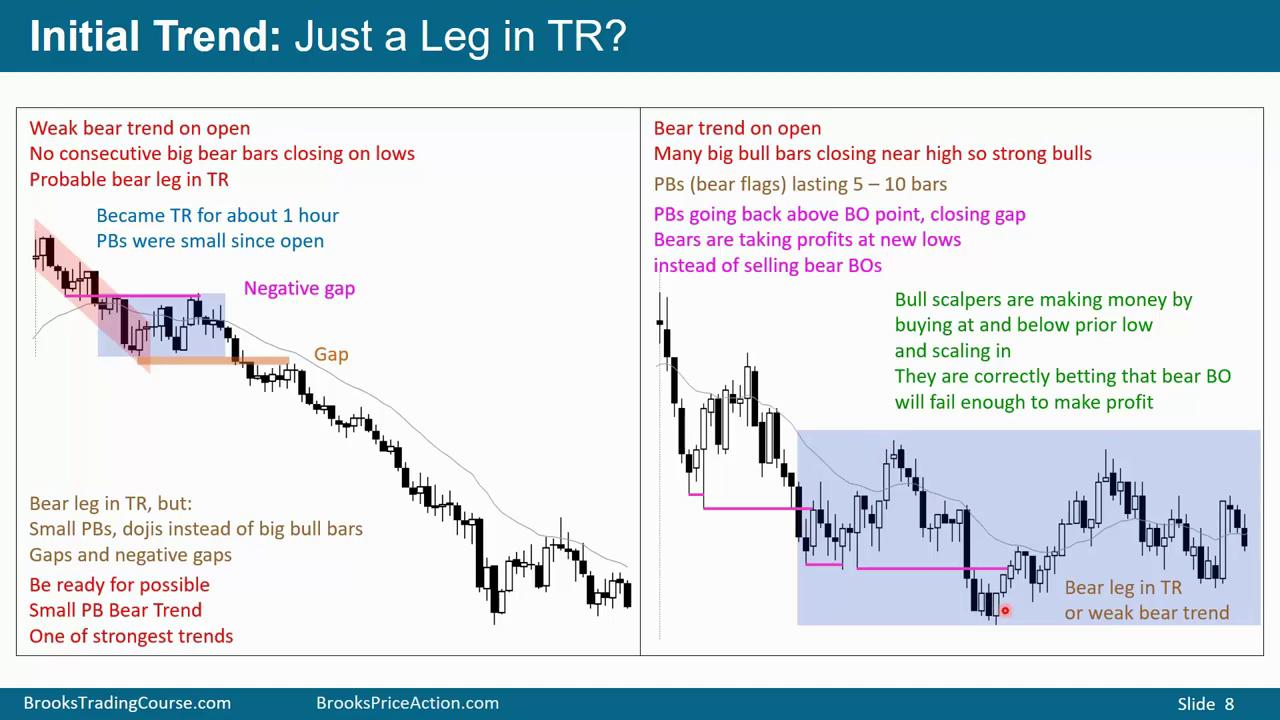 Initial Trend: Just a Leg in TR?
Weak bear trend on open
No consecutive big bear bars closing on lows
Probable bear leg in TR
Became TR for about 1 hour
PBs were small since open
Negative gap
Gap
Bear leg in TR, but:
Small PBs, dojis instead of big bull bars
Gaps and negative gaps
Be ready for possible
Small PB Bear Trend
One of strongest trends
Bear trend on open
Many big bull bars closing near high so strong bulls
PBs (bear flags) lasting 5 – 10 bars
PBs going back above BO point, closing gap
Bears are taking profits at new lows
instead of selling bear BOs
Bull scalpers are making money by
buying at and below prior low
and scaling in
They are correctly betting that bear BO
will fail enough to make profit
Bear leg in TR
or weak bear trend
BrooksTradingCourse.com
BrooksPriceAction.com
Slide 8